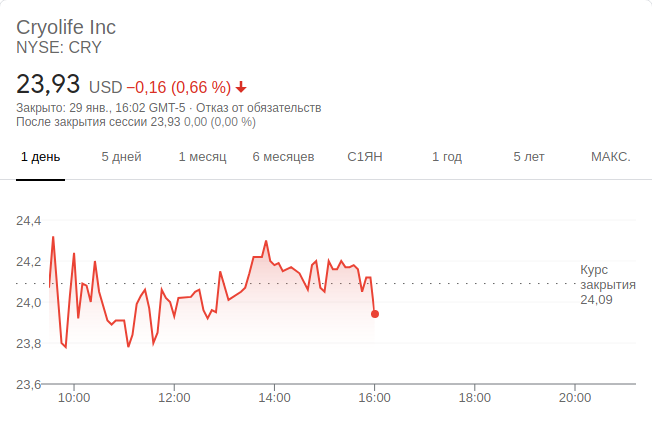 Cryolife Inc
NYSE: CRY
23,93 USD −0,16 (0,66 %)
Закрыто: 29 янв., 16:02 GMT-5 · Отказ от обязательств
После закрытия сессии 23,93 0,00 (0,00 %)
1 день 5 дней 1 месяц 6 месяцев С1ЯН 1 год 5 лет МАКС.
24,4
24,2
24,0
23,8
23,6
Курс
закрытия
24,09
10:00 12:00 14:00 16:00 18:00 20:00